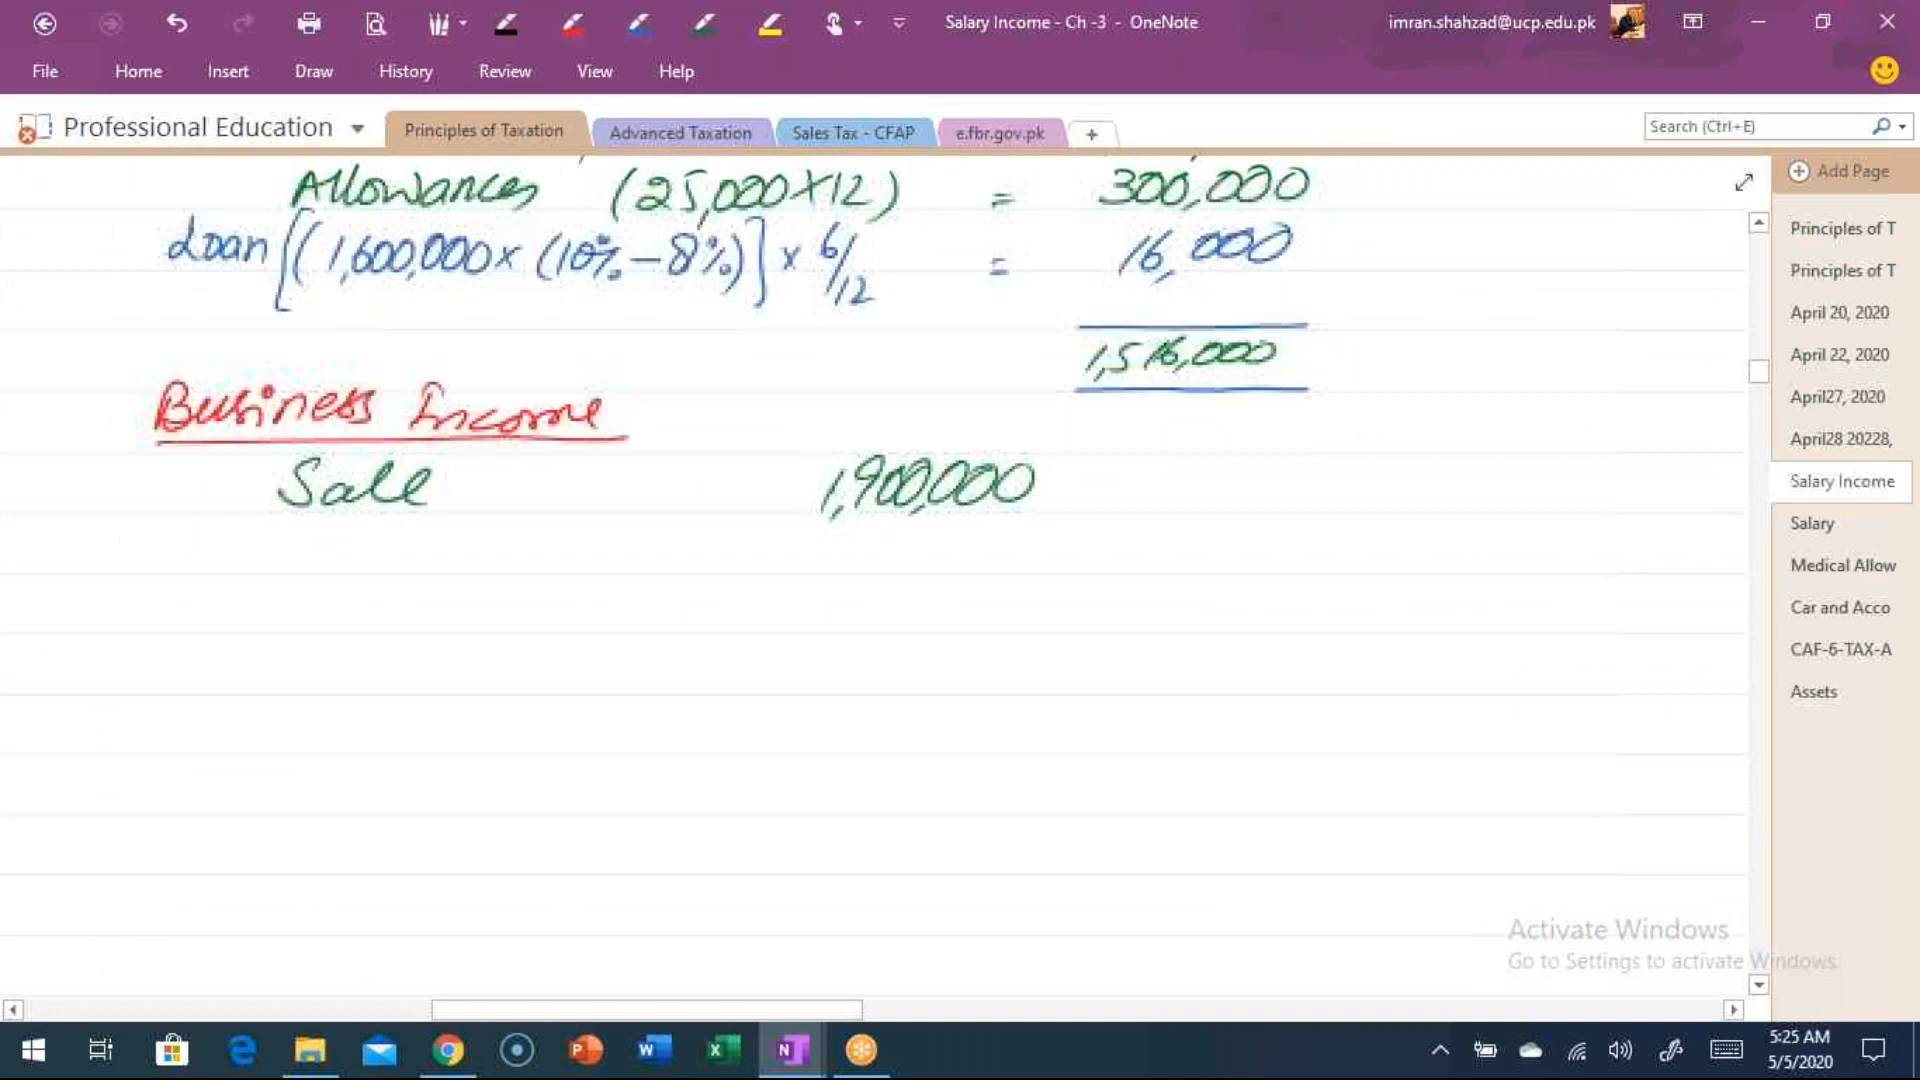 Salary Income - Ch -3 - OneNote
imran.shahzad@ucp.edu.pk
File Home Insert Draw History Review View Help
Professional Education
Principles of Taxation Advanced Taxation Sales Tax - CFAP e.fbr.gov.pk +
Search (Ctrl+E)
Allowances (25,000×12) = 300,000
Loan [(1,600,000× (10%-8%)] × 6/12 = 16,000
1,516,000
Business Income
Sale 1,900,000
Add Page
Principles of T
Principles of T
April 20, 2020
April 22, 2020
April27, 2020
April28 20228,
Salary Income
Salary
Medical Allow
Car and Acco
CAF-6-TAX-A
Assets
Activate Windows
Go to Settings to activate Windows.
5:25 AM
5/5/2020